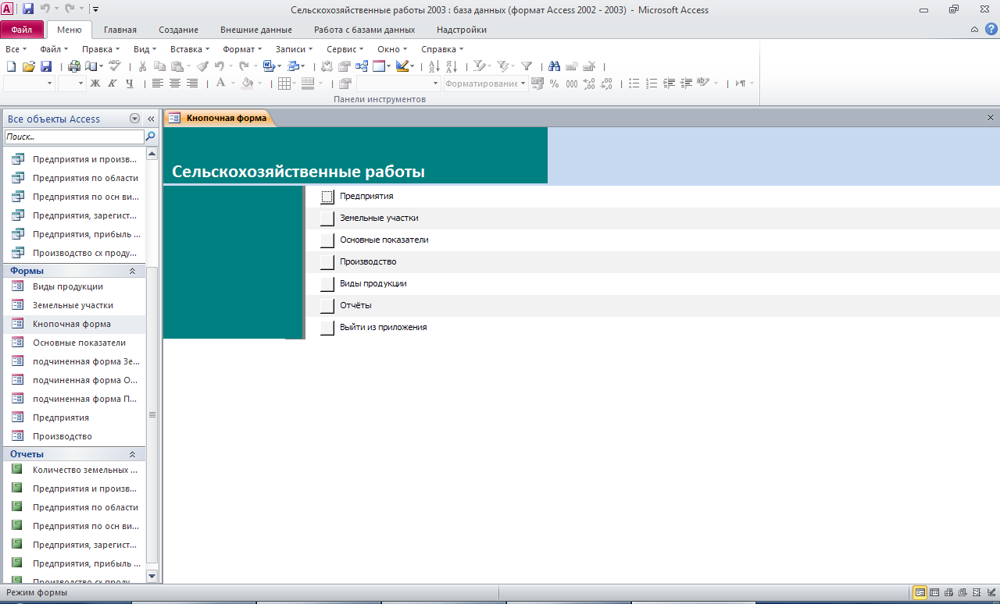 Сельскохозяйственные работы 2003 : база данных (формат Access 2002 - 2003) - Microsoft Access
Файл Меню Главная Создание Внешние данные Работа с базами данных Надстройки
Все Файл Правка Вид Вставка Формат Записи Сервис Окно Справка
Ж К Ч Форматирование % 000
Панели инструментов
Все объекты Access
Поиск...
Предприятия и произв...
Предприятия по области
Предприятия по осн ви...
Предприятия, зарегист...
Предприятия, прибыль ...
Производство сх проду...
Формы
Виды продукции
Земельные участки
Кнопочная форма
Основные показатели
подчиненная форма Зе...
подчиненная форма О...
подчиненная форма П...
Предприятия
Производство
Отчеты
Количество земельных ...
Предприятия и произв...
Предприятия по области
Предприятия по осн ви...
Предприятия, зарегист...
Предприятия, прибыль ...
Производство сх проду...
Кнопочная форма
Сельскохозяйственные работы
Предприятия
Земельные участки
Основные показатели
Производство
Виды продукции
Отчёты
Выйти из приложения
Режим формы